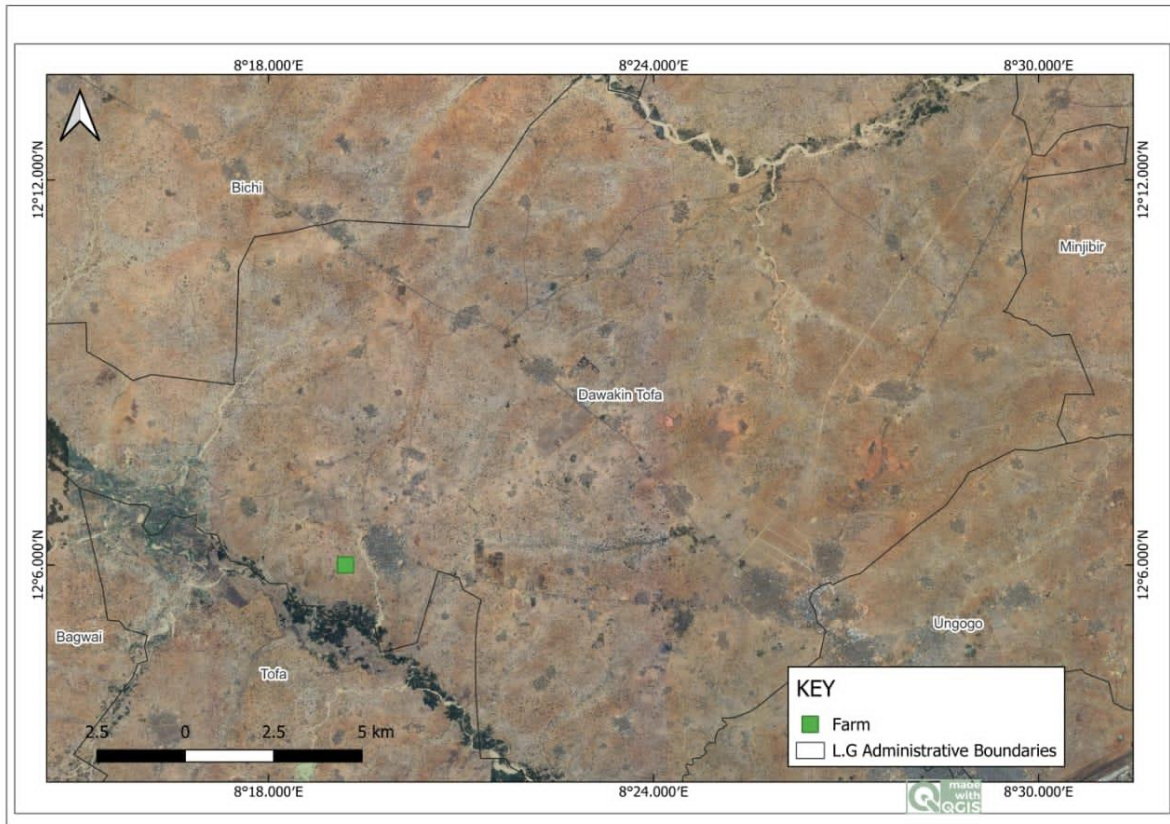 8°18.000′E
8°24.000′E
8°30.000′E
12°12.000′N
12°12.000′N
Bichi
Minjibir
Dawakin Tofa
12°6.000′N
12°6.000′N
Bagwai
Ungogo
Tofa
KEY
Farm
L.G Administrative Boundaries
2.5 0 2.5 5 km
8°18.000′E
8°24.000′E
8°30.000′E
made
with
QGIS